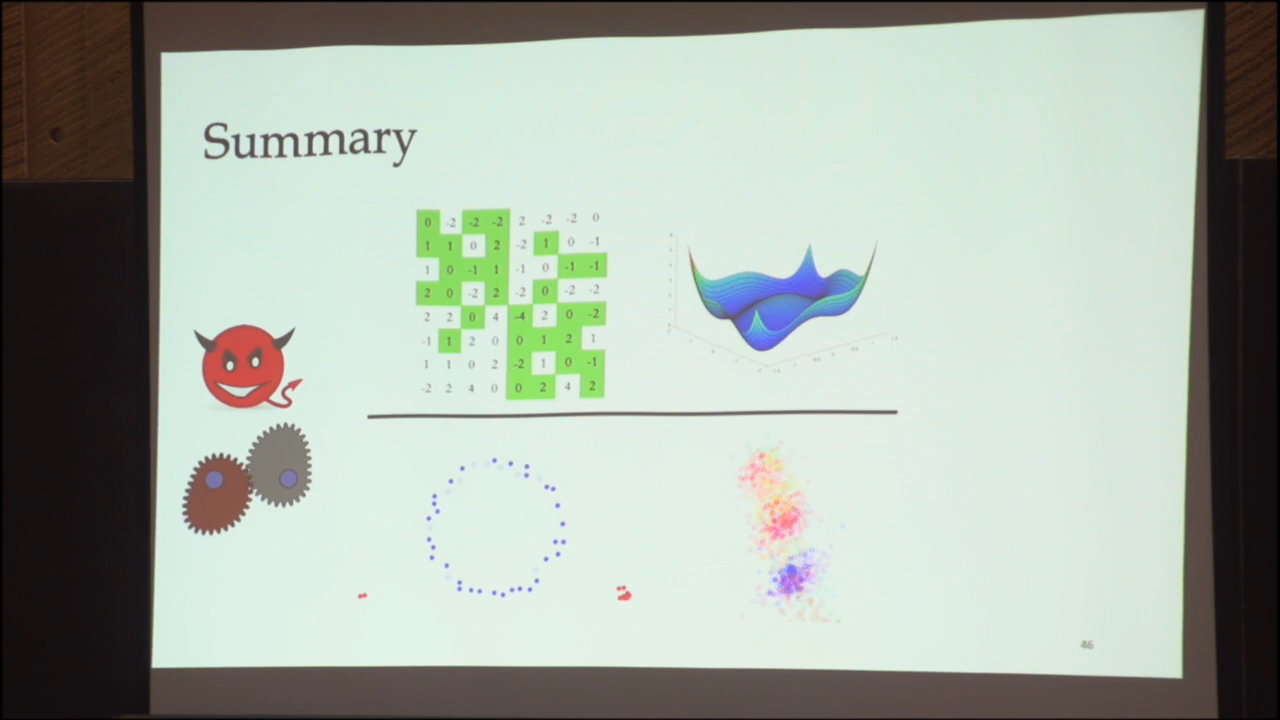 Summary
0 -2 -2 -2 2 -2 -2 0
1 1 0 2 -2 1 0 -1
1 0 -1 1 -1 0 -1 -1
2 0 -2 2 -2 0 -2 -2
2 2 0 4 -4 2 0 -2
-1 1 2 0 0 1 2 1
1 1 0 2 -2 1 0 -1
-2 2 4 0 0 2 4 2
46